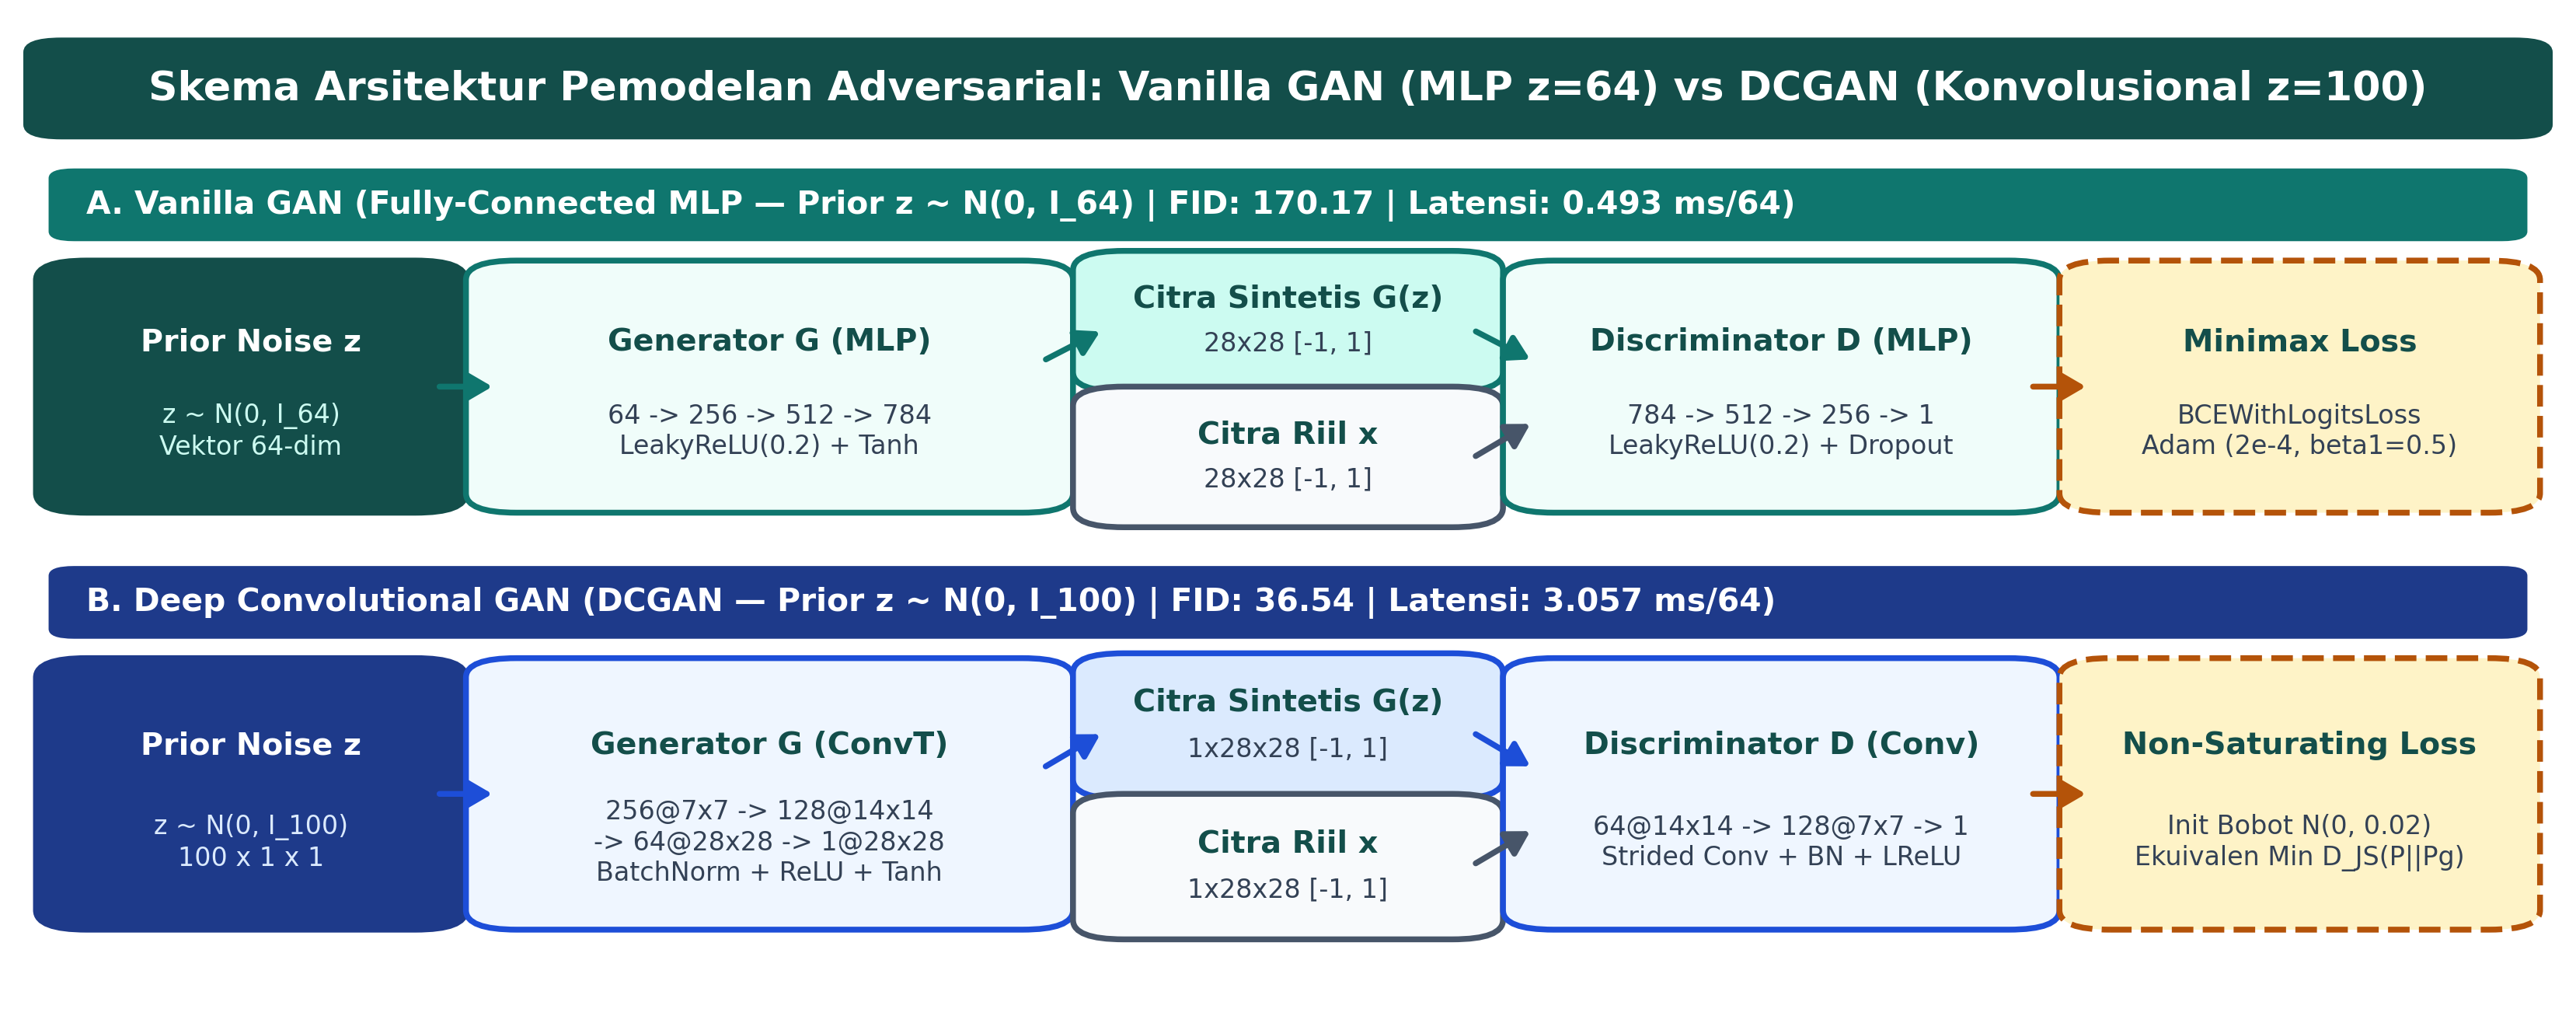 Skema Arsitektur Pemodelan Adversarial: Vanilla GAN (MLP z=64) vs DCGAN (Konvolusional z=100)
A. Vanilla GAN (Fully-Connected MLP — Prior z ~ N(0, I_64) | FID: 170.17 | Latensi: 0.493 ms/64)
Prior Noise z
z ~ N(0, I_64)
Vektor 64-dim
Generator G (MLP)
64 -> 256 -> 512 -> 784
LeakyReLU(0.2) + Tanh
Citra Sintetis G(z)
28x28 [-1, 1]
Citra Riil x
28x28 [-1, 1]
Discriminator D (MLP)
784 -> 512 -> 256 -> 1
LeakyReLU(0.2) + Dropout
Minimax Loss
BCEWithLogitsLoss
Adam (2e-4, beta1=0.5)
B. Deep Convolutional GAN (DCGAN — Prior z ~ N(0, I_100) | FID: 36.54 | Latensi: 3.057 ms/64)
Prior Noise z
z ~ N(0, I_100)
100 x 1 x 1
Generator G (ConvT)
256@7x7 -> 128@14x14
-> 64@28x28 -> 1@28x28
BatchNorm + ReLU + Tanh
Citra Sintetis G(z)
1x28x28 [-1, 1]
Citra Riil x
1x28x28 [-1, 1]
Discriminator D (Conv)
64@14x14 -> 128@7x7 -> 1
Strided Conv + BN + LReLU
Non-Saturating Loss
Init Bobot N(0, 0.02)
Ekuivalen Min D_JS(P||Pg)